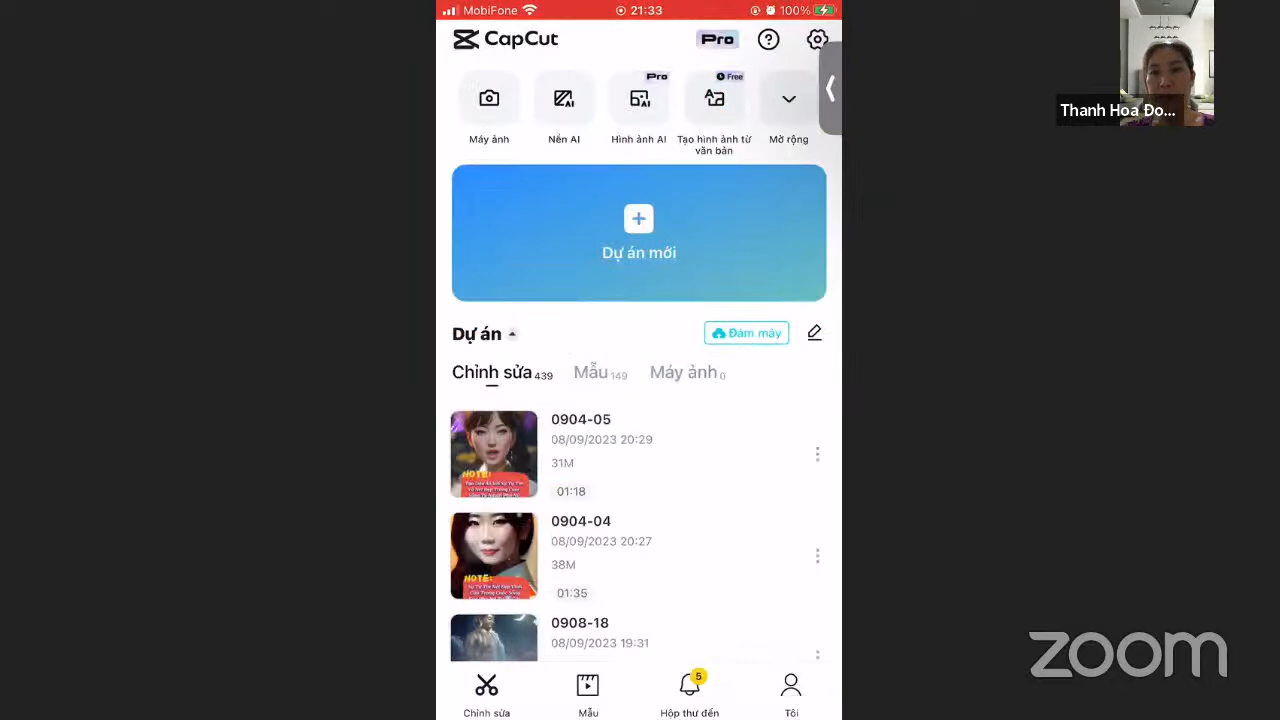 MobiFone
21:33
100%
CapCut
Pro
Pro
Free
Máy ảnh
Nền AI
Hình ảnh AI
Tạo hình ảnh từ văn bản
Mở rộng
Dự án mới
Dự án
Đám mây
Chỉnh sửa 439
Mẫu 149
Máy ảnh 0
0904-05
08/09/2023 20:29
31M
01:18
NOTE:
0904-04
08/09/2023 20:27
38M
01:35
NOTE:
0908-18
08/09/2023 19:31
Chỉnh sửa
Mẫu
5
Hộp thư đến
Tôi
Thanh Hoa Đo...
zoom